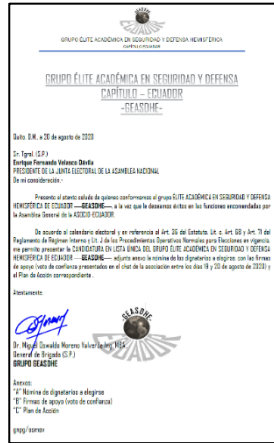 GRUPO ÉLITE ACADÉMICA EN SEGURIDAD Y DEFENSA HEMISFÉRICA
CAPÍTULO ECUADOR
GRUPO ÉLITE ACADÉMICA EN SEGURIDAD Y DEFENSA
CAPÍTULO – ECUADOR
-GEASDHE-
Quito. D.M. a 20 de agosto de 2020
Sr. Tgrnl. (S.P.)
Enrique Fernando Velasco Dávila
PRESIDENTE DE LA JUNTA ELECTORAL DE LA ASAMBLEA NACIONAL
De mi consideración.-
Presento el atento saludo de quienes conformamos el grupo ÉLITE ACADÉMICA EN SEGURIDAD Y DEFENSA
HEMISFÉRICA DE ECUADOR —GEASDHE—, a la vez que le deseamos éxitos en las funciones encomendadas por
la Asamblea General de la ASOCID-ECUADOR.
De acuerdo al calendario electoral y en referencia al Art. 36 del Estatuto. Lit. c. Art. 68 y Art. 71 del
Reglamento de Régimen Interno y Lit. J de los Procedimientos Operativos Normales para Elecciones en vigencia,
me permito presentar la CANDIDATURA EN LISTA ÚNICA DEL GRUPO ÉLITE ACADÉMICA EN SEGURIDAD Y DEFENSA
HEMISFÉRICA DE ECUADOR —GEASDHE—, adjunto anexo la nómina de los dignatarios a elegirse con las firmas
de apoyo (voto de confianza presentados en el chat de la asociación entre los días 18 y 20 de agosto de 2020) y
el Plan de Acción correspondiente.
Atentamente
GEASDHE
Dr. Miguel Oswaldo Moreno Valverde Ing. MBA
General de Brigada (S.P.)
GRUPO GEASDHE
Anexos:
"A" Nómina de dignatarios a elegirse
"B" Firmas de apoyo (voto de confianza)
"C" Plan de Acción